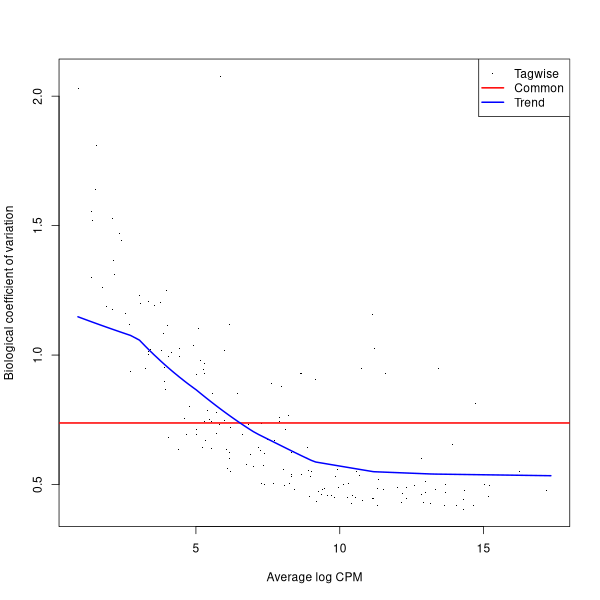 Tagwise
Common
Trend
2.0
1.5
1.0
0.5
Biological coefficient of variation
5
10
15
Average log CPM